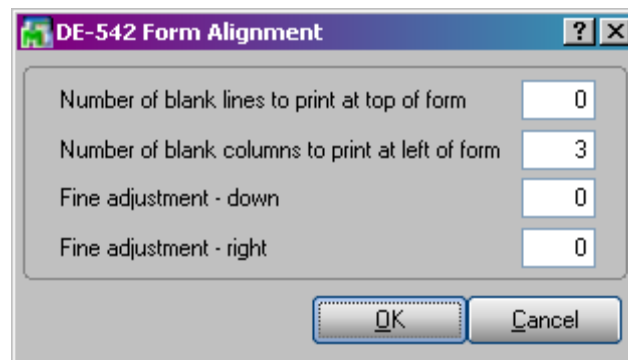 DE-542 Form Alignment ? X
Number of blank lines to print at top of form 0
Number of blank columns to print at left of form 3
Fine adjustment - down 0
Fine adjustment - right 0
OK Cancel